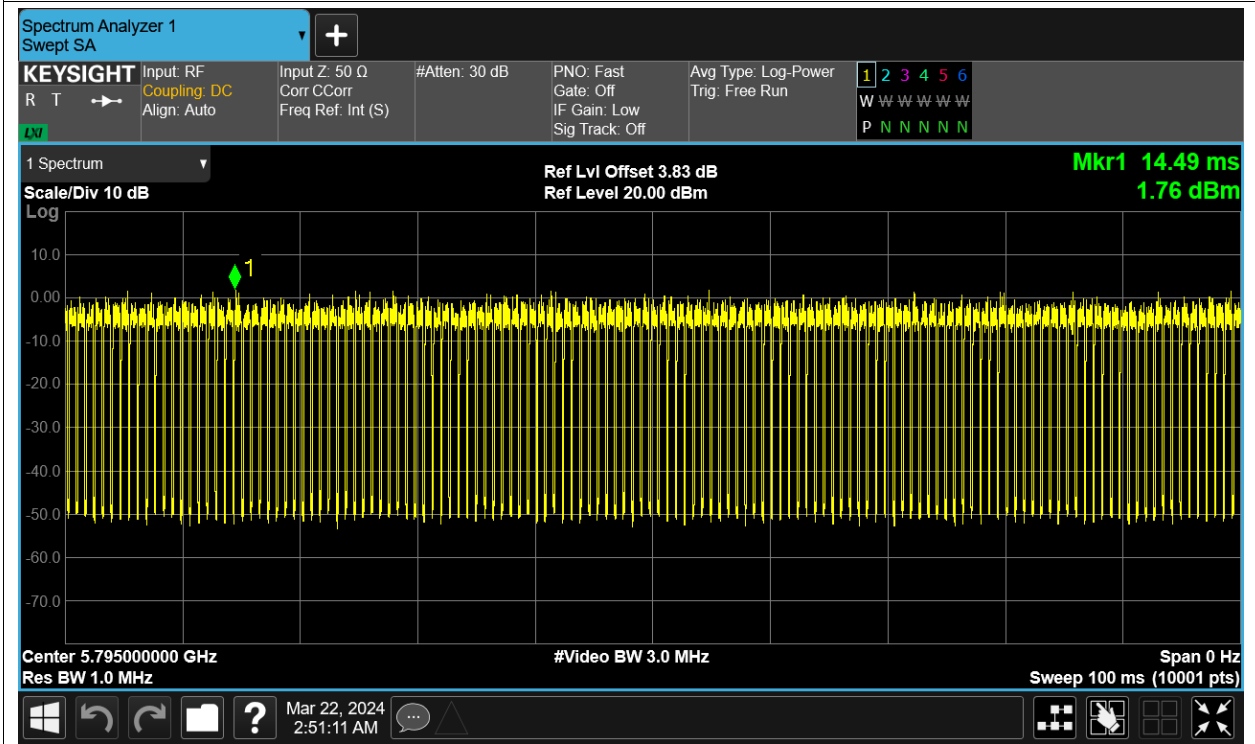 Spectrum Analyzer 1
Swept SA
KEYSIGHT
R T
LXI
Input: RF
Coupling: DC
Align: Auto
Input Z: 50 Ω
Corr CCorr
Freq Ref: Int (S)
#Atten: 30 dB
PNO: Fast
Gate: Off
IF Gain: Low
Sig Track: Off
Avg Type: Log-Power
Trig: Free Run
1 2 3 4 5 6
W W W W W W
P N N N N N
1 Spectrum
Scale/Div 10 dB
Ref Lvl Offset 3.83 dB
Ref Level 20.00 dBm
Mkr1 14.49 ms
1.76 dBm
Log
10.0
1
0.00
-10.0
-20.0
-30.0
-40.0
-50.0
-60.0
-70.0
Center 5.795000000 GHz
Res BW 1.0 MHz
#Video BW 3.0 MHz
Span 0 Hz
Sweep 100 ms (10001 pts)
?
Mar 22, 2024
2:51:11 AM